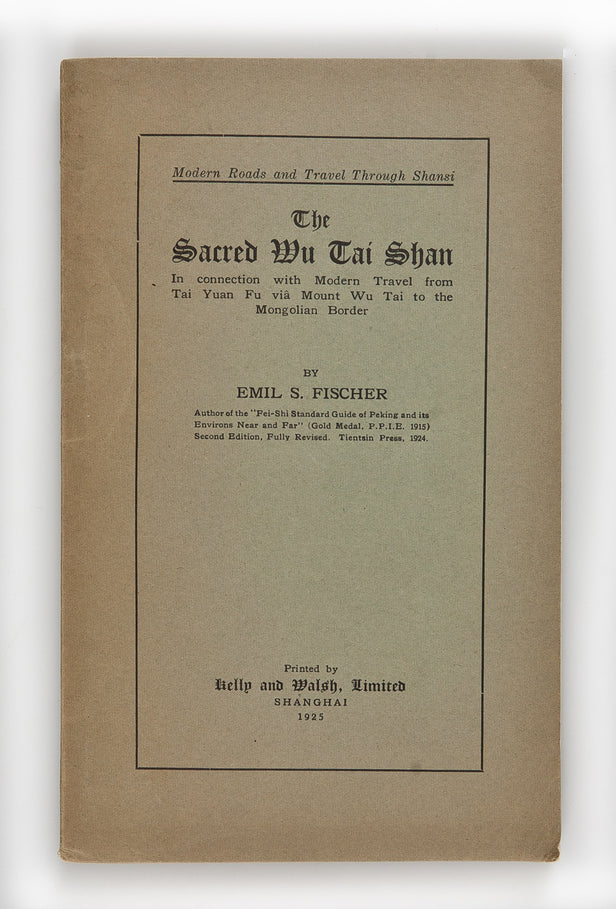 Modern Roads and Travel Through Shansi
The
Sacred Wu Tai Shan
In connection with Modern Travel from
Tai Yuan Fu viâ Mount Wu Tai to the
Mongolian Border
BY
EMIL S. FISCHER
Author of the "Fei-Shi Standard Guide of Peking and its
Environs Near and Far" (Gold Medal, P.P.I.E. 1915)
Second Edition, Fully Revised. Tientsin Press, 1924.
Printed by
Kelly and Walsh, Limited
SHANGHAI
1925